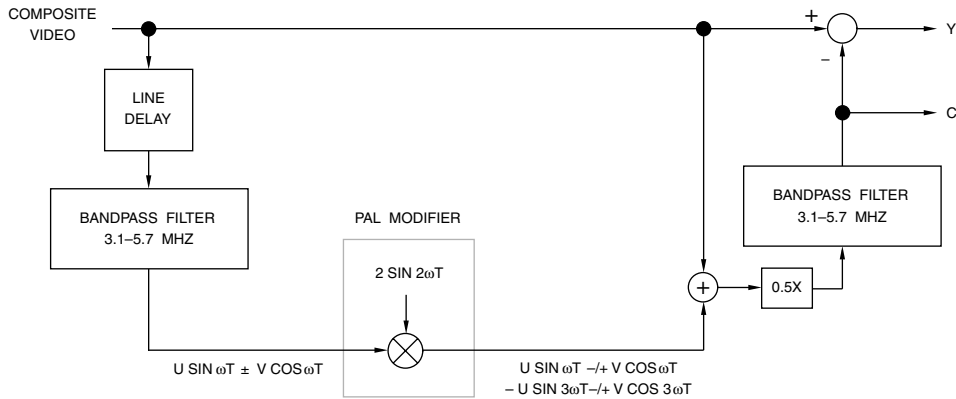 COMPOSITE
VIDEO
+
Y
–
C
LINE
DELAY
BANDPASS FILTER
3.1–5.7 MHZ
PAL MODIFIER
2 SIN 2ωT
BANDPASS FILTER
3.1–5.7 MHZ
+
0.5X
U SIN ωT ± V COS ωT
U SIN ωT –/+ V COS ωT
– U SIN 3ωT–/+ V COS 3ωT